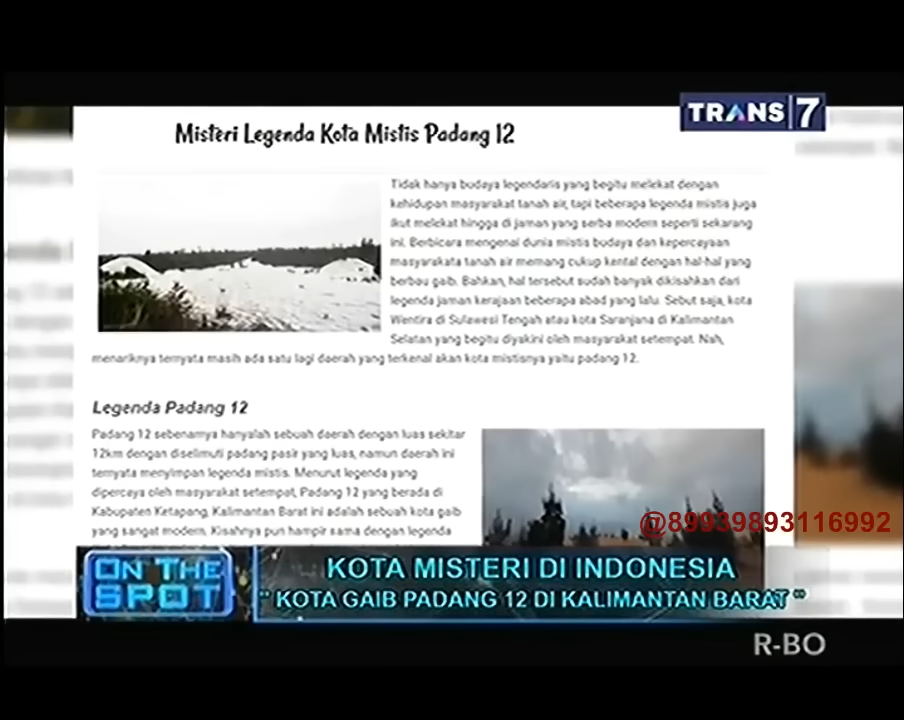 TRANS 7
Misteri Legenda Kota Mistis Padang 12
Tidak hanya budaya legendaris yang begitu melekat dengan
kehidupan masyarakat tanah air, tapi beberapa legenda mistis juga
ikut melekat hingga di jaman yang serba modern seperti sekarang
ini. Berbicara mengenai dunia mistis budaya dan kepercayaan
masyarakata tanah air memang cukup kental dengan hal-hal yang
berbau gaib. Bahkan, hal tersebut sudah banyak dikisahkan dari
legenda jaman kerajaan beberapa abad yang lalu. Sebut saja, kota
Wentira di Sulawesi Tengah atau kota Saranjana di Kalimantan
Selatan yang begitu diyakini oleh masyarakat setempat. Nah,
menariknya ternyata masih ada satu lagi daerah yang terkenal akan kota mistisnya yaitu padang 12.
Legenda Padang 12
Padang 12 sebenarnya hanyalah sebuah daerah dengan luas sekitar
12km dengan diselimuti padang pasir yang luas, namun daerah ini
ternyata menyimpan legenda mistis. Menurut legenda yang
dipercaya oleh masyarakat setempat, Padang 12 yang berada di
Kabupaten Ketapang, Kalimantan Barat ini adalah sebuah kota gaib
yang sangat modern. Kisahnya pun hampir sama dengan legenda
@89939893116992
ON THE
SPOT
KOTA MISTERI DI INDONESIA
" KOTA GAIB PADANG 12 DI KALIMANTAN BARAT "
R-BO